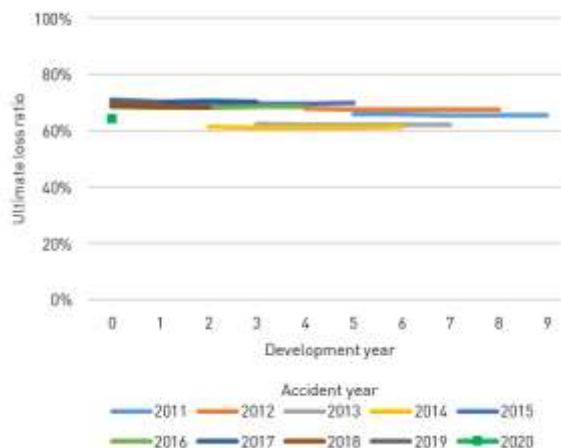 100%
80%
60%
40%
20%
0%
Ultimate loss ratio
0 1 2 3 4 5 6 7 8 9
Development year
Accident year
2011 2012 2013 2014 2015
2016 2017 2018 2019 2020